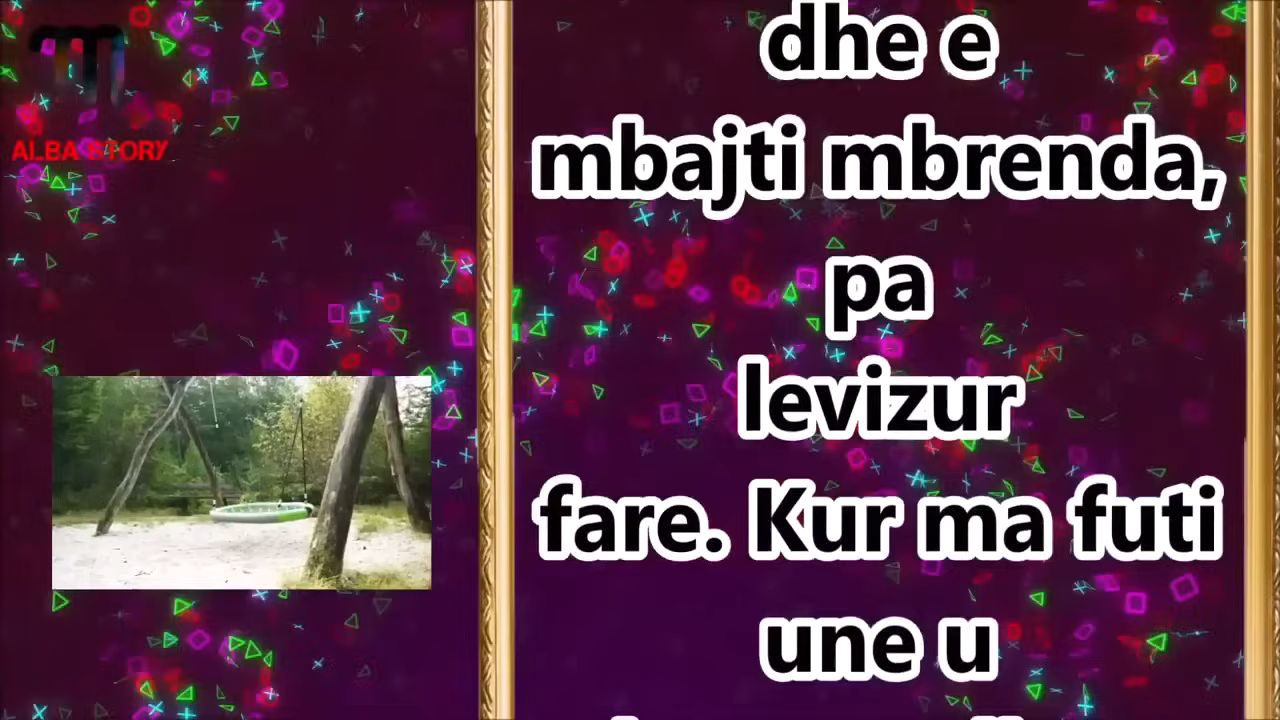 ALBA STORY
dhe e
mbajti mbrenda,
pa
levizur
fare. Kur ma futi
une u